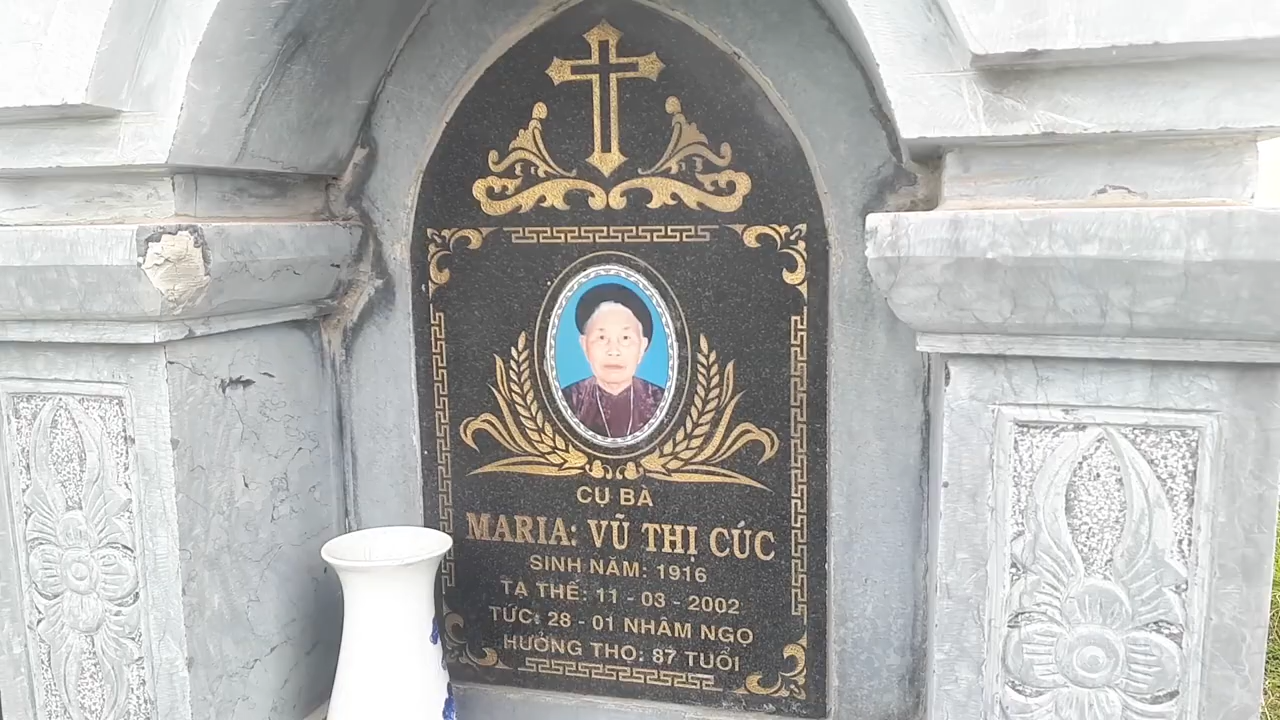 CỤ BÀ
MARIA: VŨ THỊ CÚC
SINH NĂM: 1916
TẠ THẾ: 11 - 03 - 2002
TỨC: 28 - 01 NHÂM NGỌ
HƯỞNG THỌ: 87 TUỔI